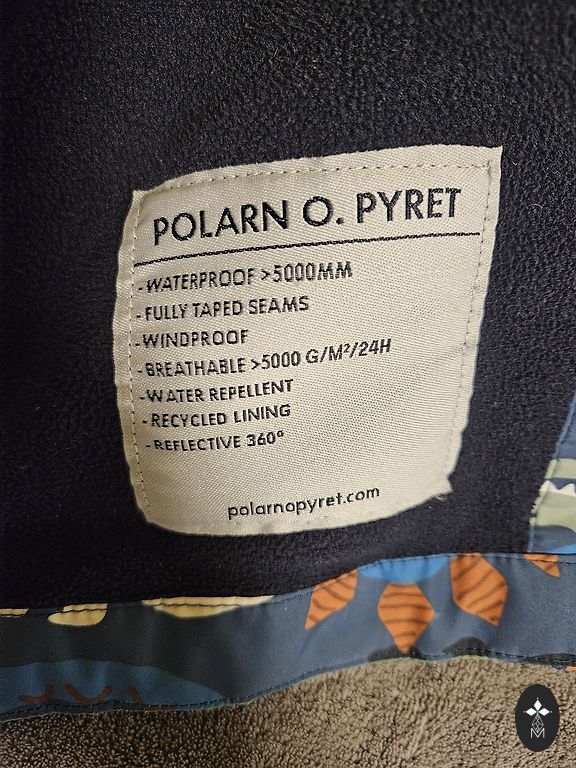 POLARN O. PYRET
-WATERPROOF >5000MM
-FULLY TAPED SEAMS
-WINDPROOF
-BREATHABLE >5000 G/M²/24H
-WATER REPELLENT
-RECYCLED LINING
-REFLECTIVE 360°
polarnopyret.com
M